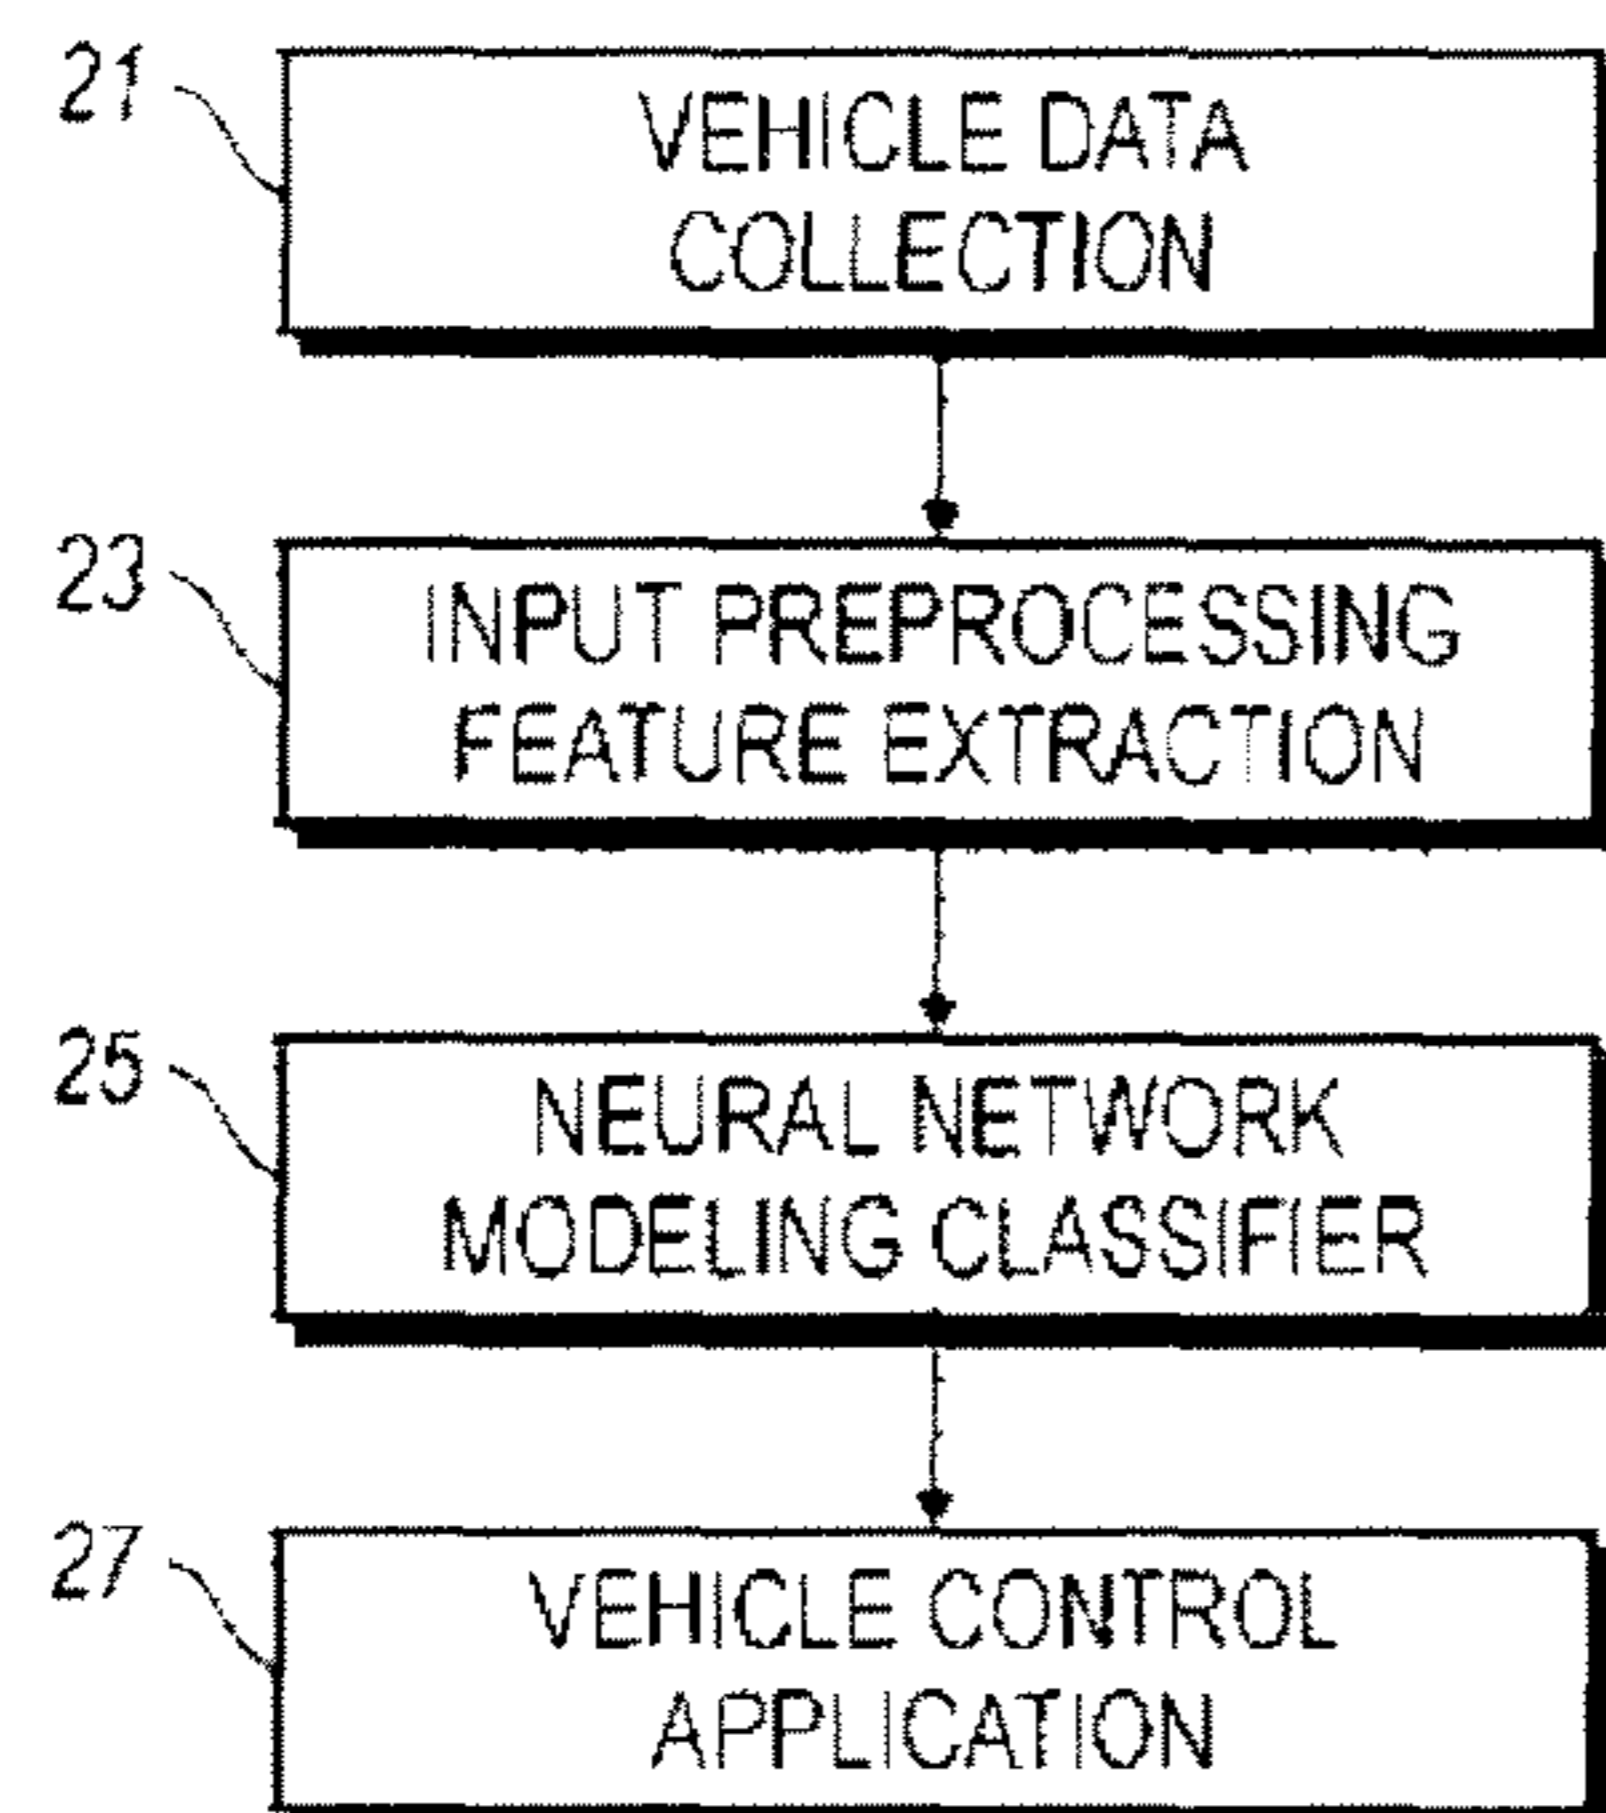 21
VEHICLE DATA
COLLECTION
23
INPUT PREPROCESSING
FEATURE EXTRACTION
25
NEURAL NETWORK
MODELING CLASSIFIER
27
VEHICLE CONTROL
APPLICATION